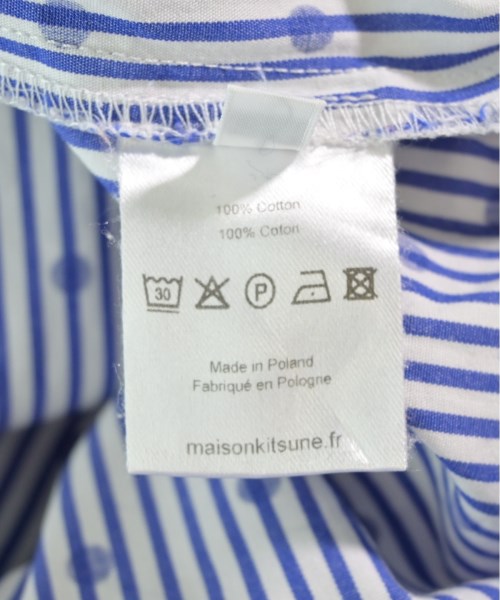 100% Cotton
100% Coton
30 P
Made in Poland
Fabriqué en Pologne
maisonkitsune.fr